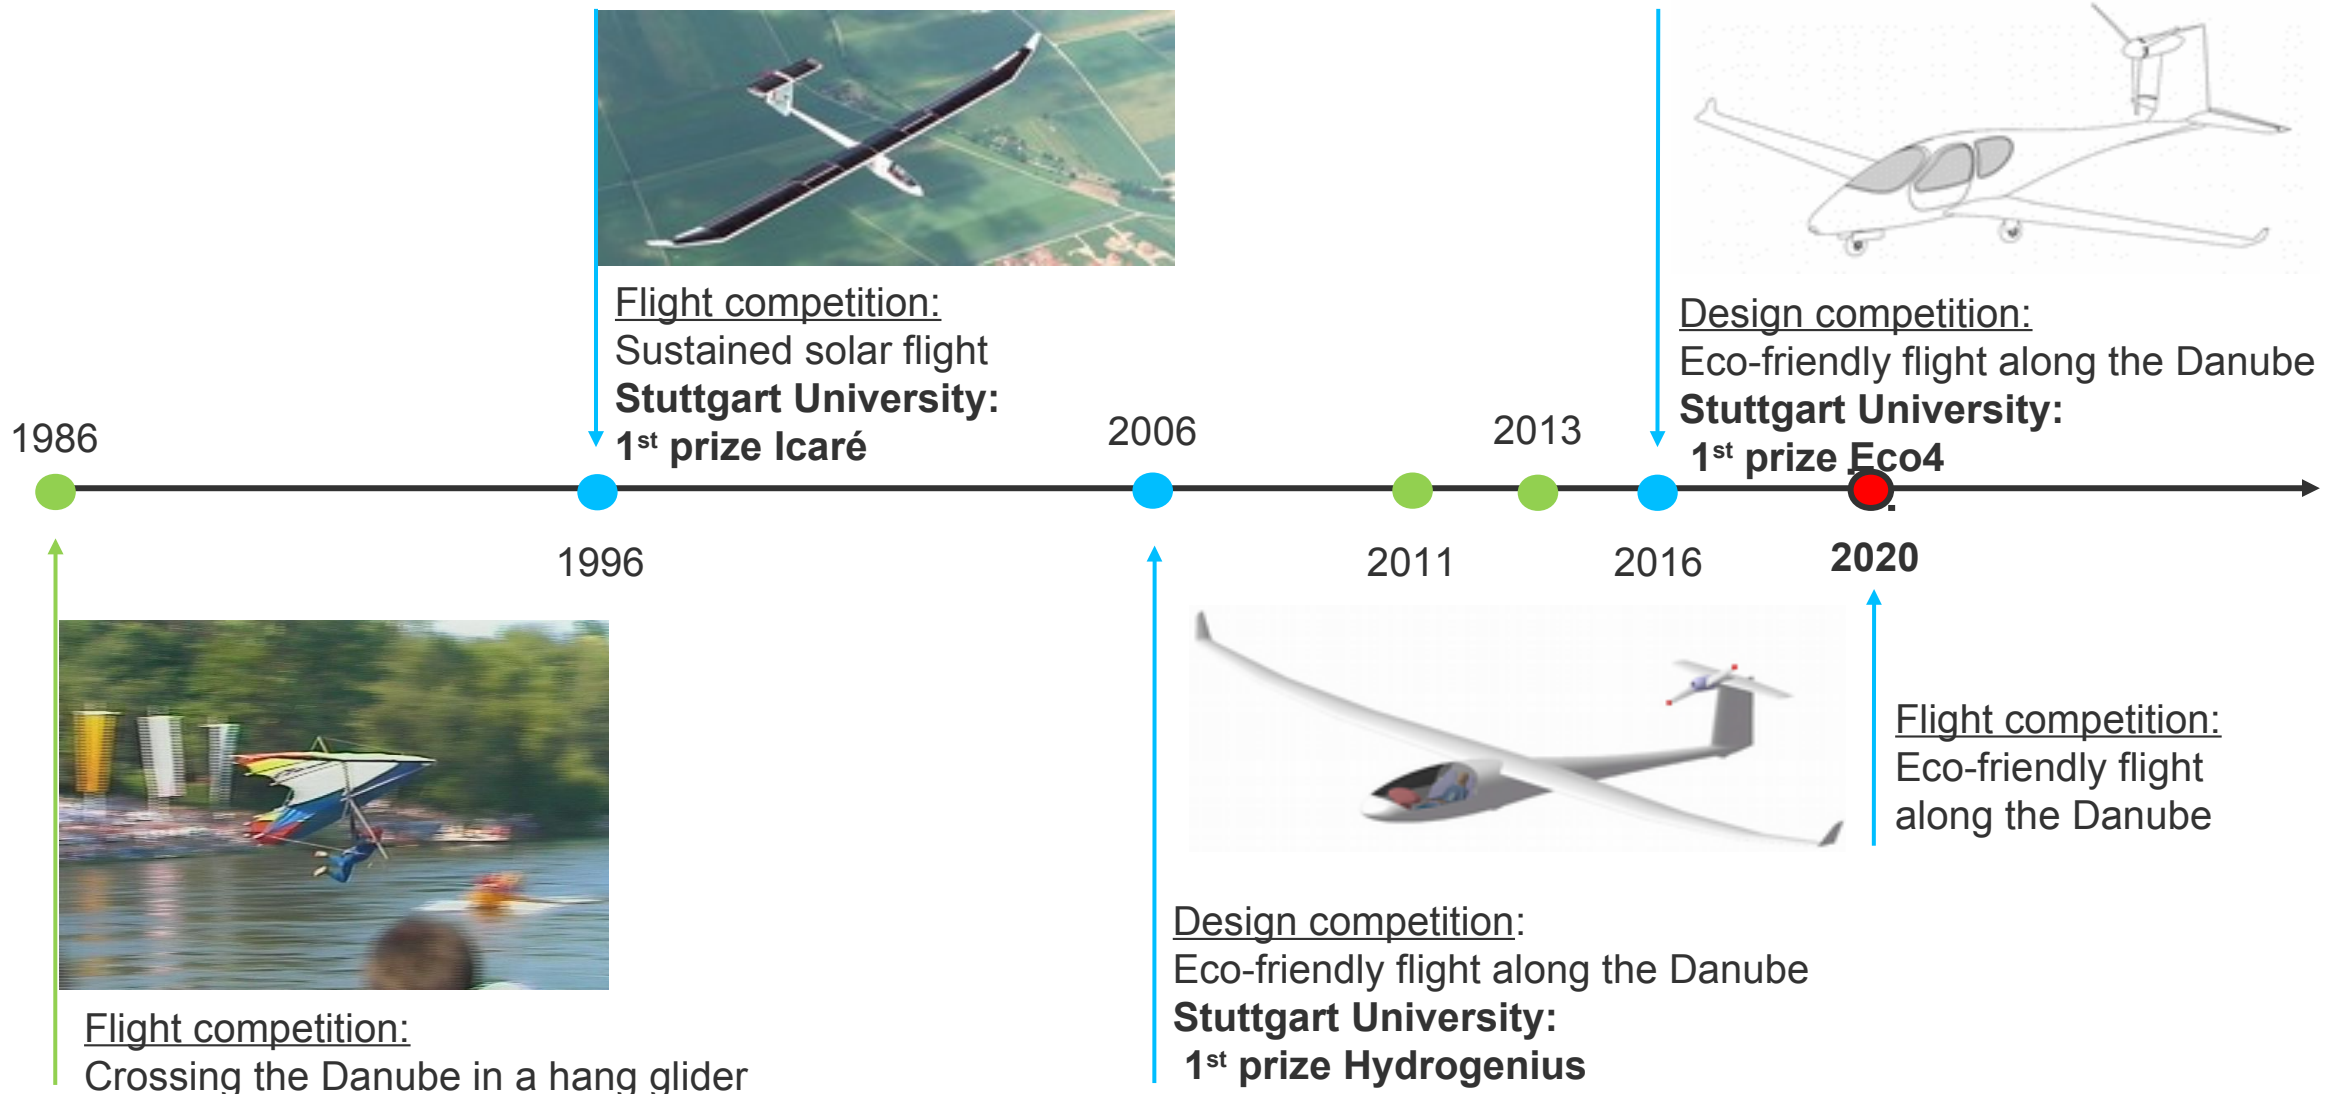 Flight competition:
Sustained solar flight
Stuttgart University:
1st prize Icaré
Design competition:
Eco-friendly flight along the Danube
Stuttgart University:
1st prize Eco4
1986
2006
2013
1996
2011
2016
2020
Flight competition:
Eco-friendly flight
along the Danube
Design competition:
Eco-friendly flight along the Danube
Stuttgart University:
1st prize Hydrogenius
Flight competition:
Crossing the Danube in a hang glider